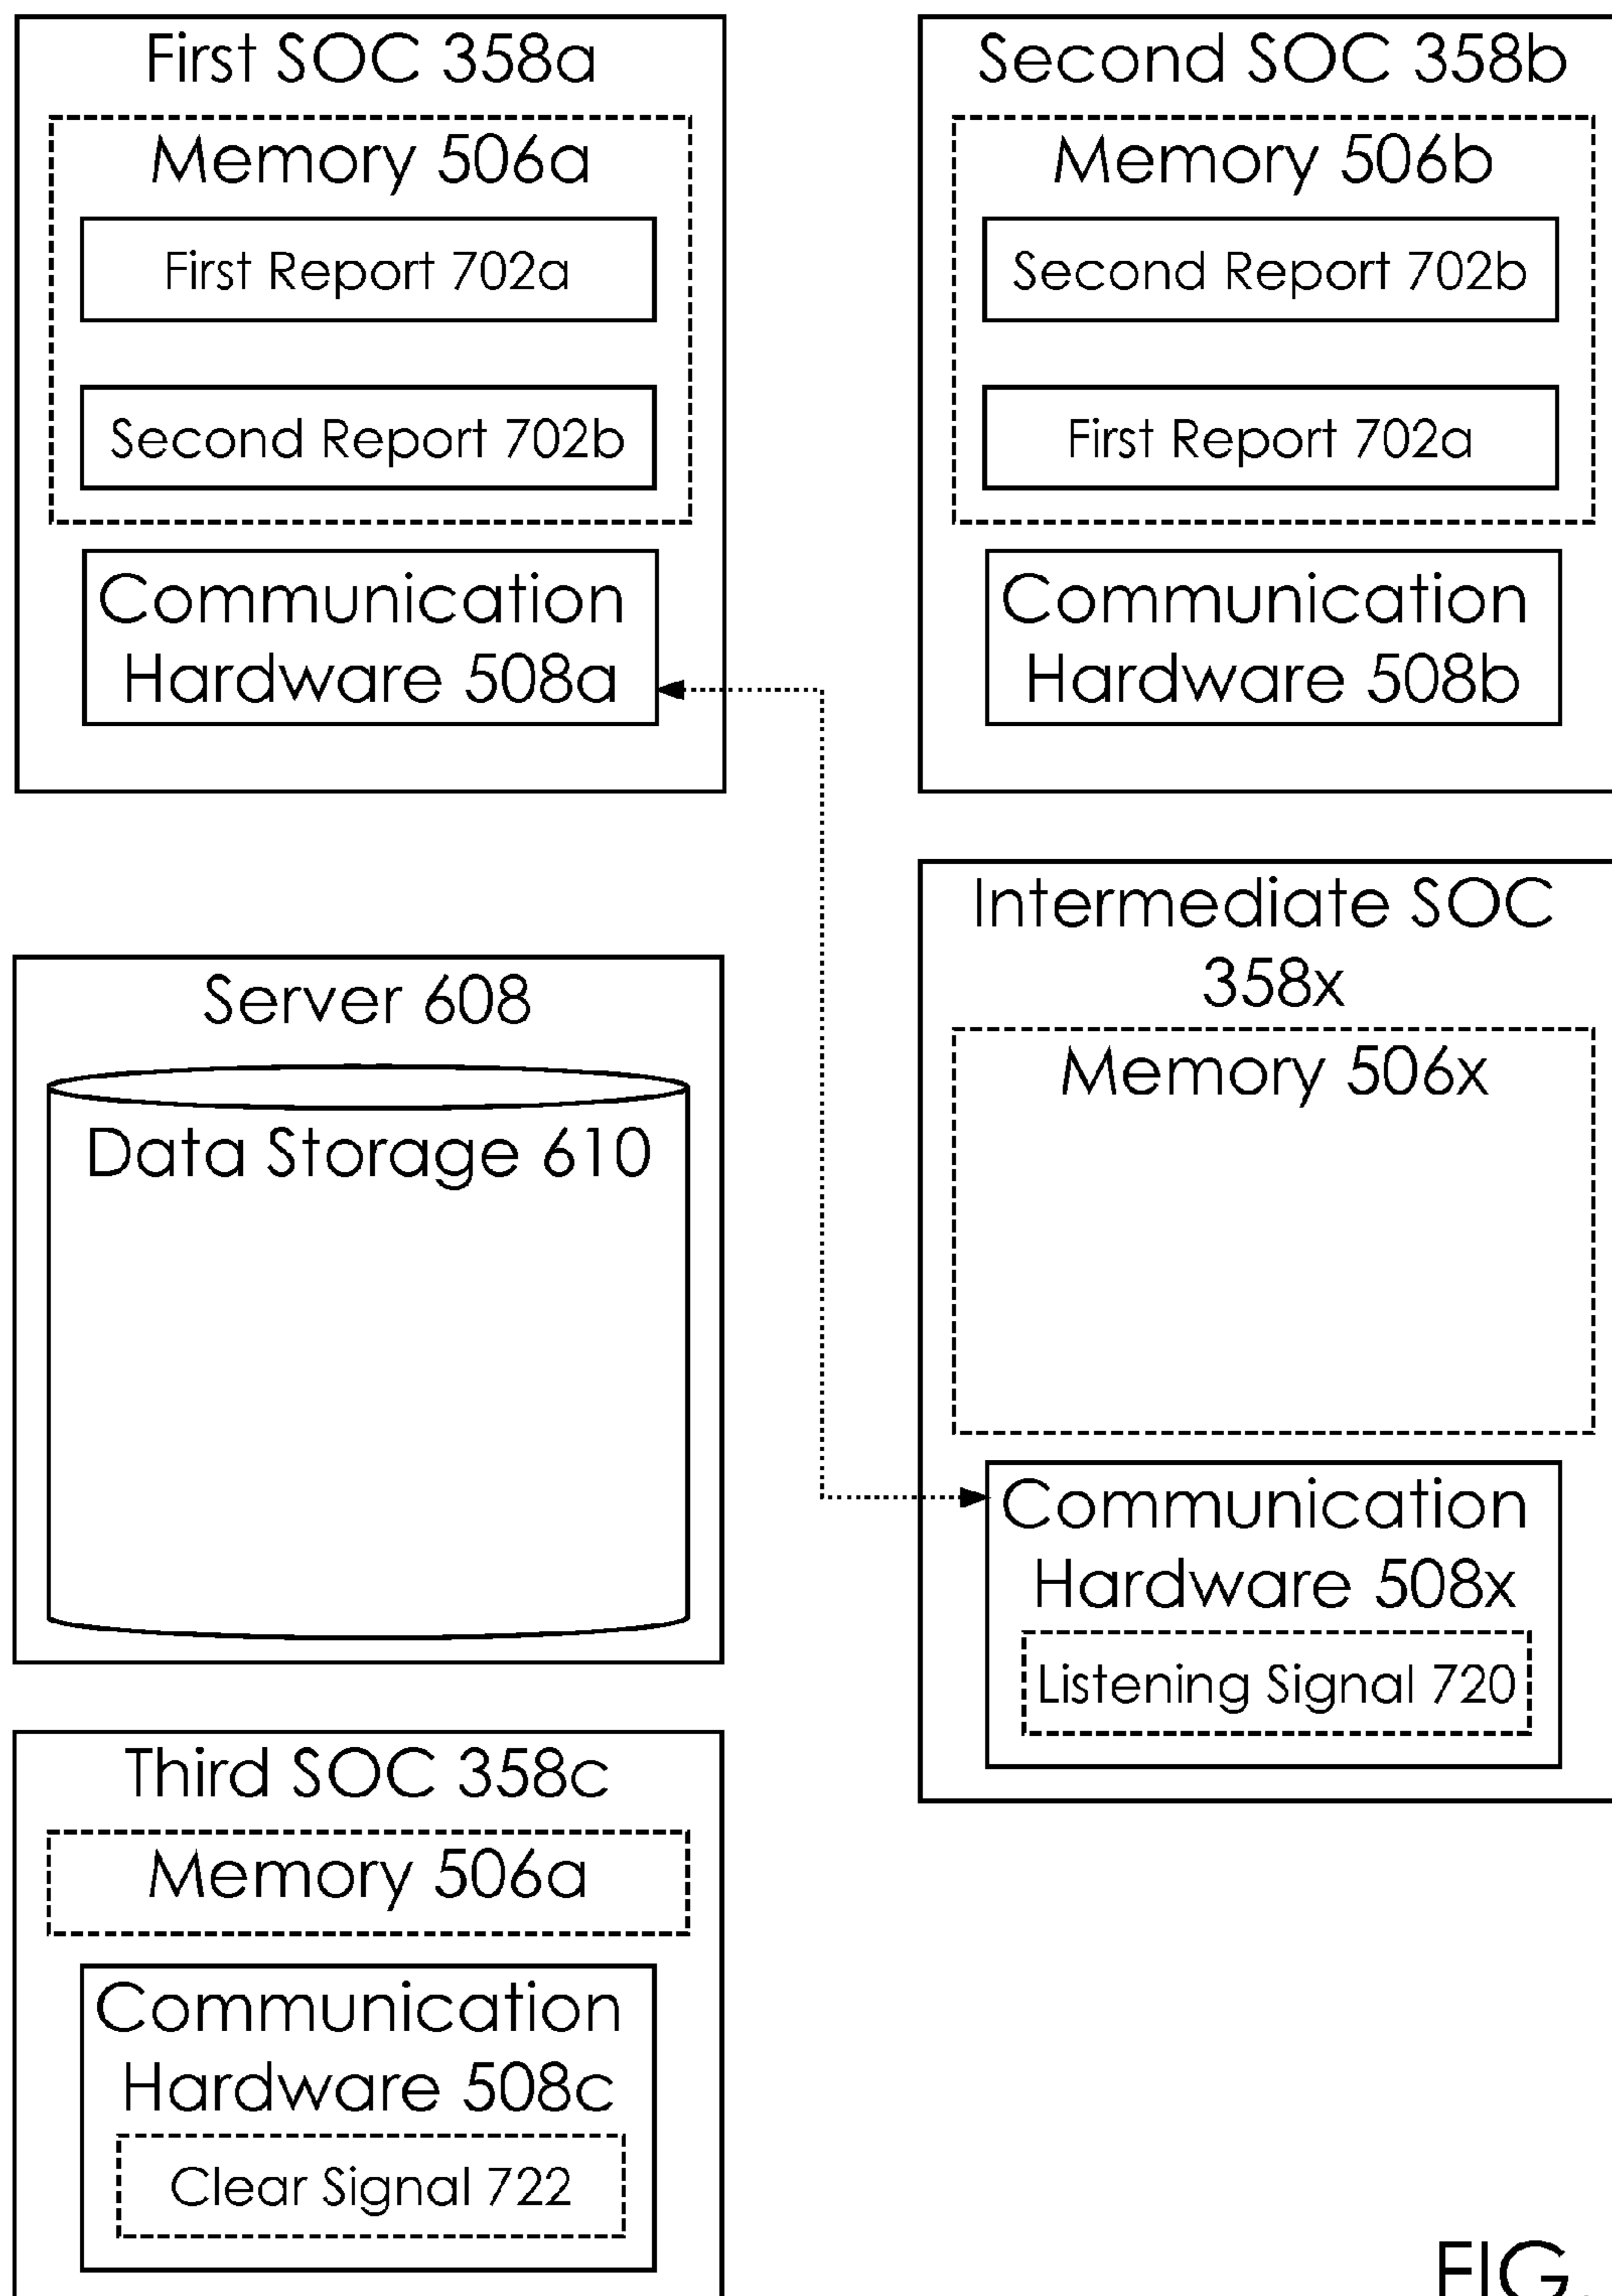 First SOC 358a
Memory 506a
First Report 702a
Second Report 702b
Communication
Hardware 508a
Second SOC 358b
Memory 506b
Second Report 702b
First Report 702a
Communication
Hardware 508b
Server 608
Data Storage 610
Intermediate SOC
358x
Memory 506x
Communication
Hardware 508x
Listening Signal 720
Third SOC 358c
Memory 506a
Communication
Hardware 508c
Clear Signal 722
FIG.